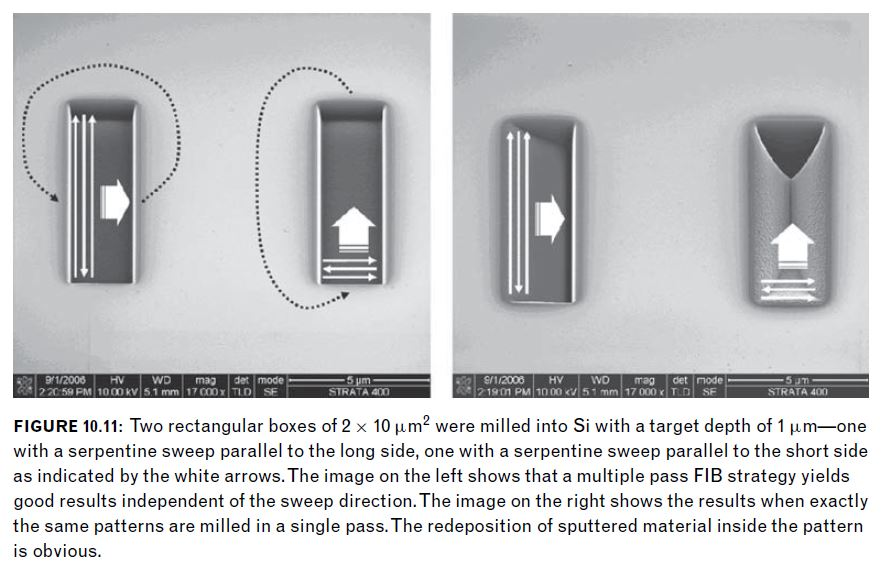 9/1/2006 HV WD mag det mode 5 µm
2:20:59 PM 10.00 kV 5.1 mm 17 000 x TLD SE STRATA 400
9/1/2006 HV WD mag det mode 5 µm
2:19:01 PM 10.00 kV 5.1 mm 17 000 x TLD SE STRATA 400
FIGURE 10.11: Two rectangular boxes of 2 × 10 μm² were milled into Si with a target depth of 1 μm—one
with a serpentine sweep parallel to the long side, one with a serpentine sweep parallel to the short side
as indicated by the white arrows. The image on the left shows that a multiple pass FIB strategy yields
good results independent of the sweep direction. The image on the right shows the results when exactly
the same patterns are milled in a single pass. The redeposition of sputtered material inside the pattern
is obvious.